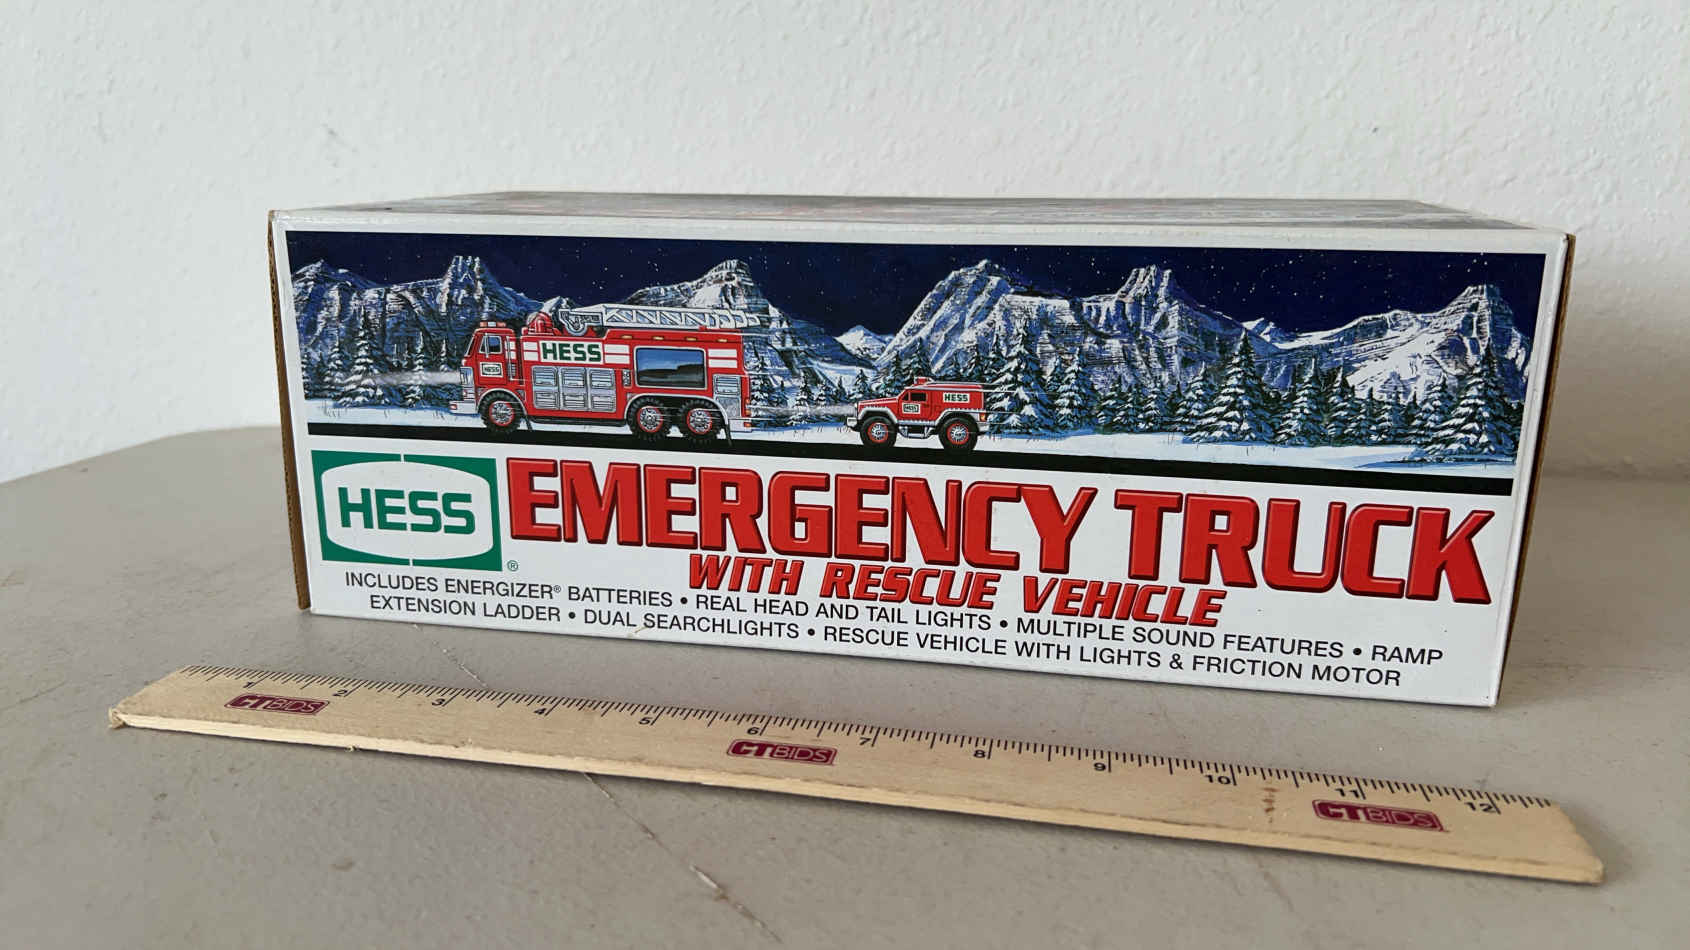 HESS
HESS
HESS
HESS
HESS ®
EMERGENCY TRUCK
WITH RESCUE VEHICLE
INCLUDES ENERGIZER® BATTERIES • REAL HEAD AND TAIL LIGHTS • MULTIPLE SOUND FEATURES • RAMP
EXTENSION LADDER • DUAL SEARCHLIGHTS • RESCUE VEHICLE WITH LIGHTS & FRICTION MOTOR
1 2 3 4 5 6 7 8 9 10 11 12
CTBIDS CTBIDS CTBIDS